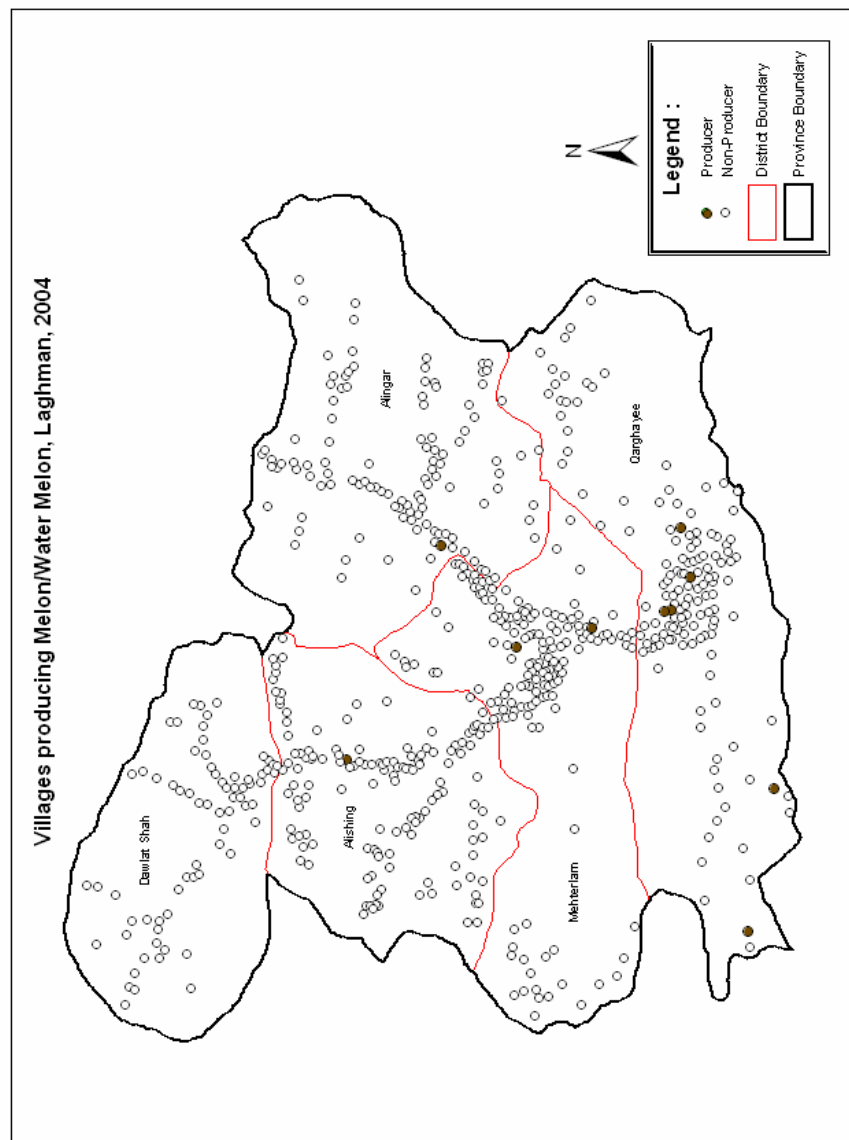 Villages producing Melon/Water Melon, Laghman, 2004
Dawlat Shah
Alishing
Alingar
Mehterlam
Qarghayee
N
Legend :
Producer
Non-Producer
District Boundary
Province Boundary